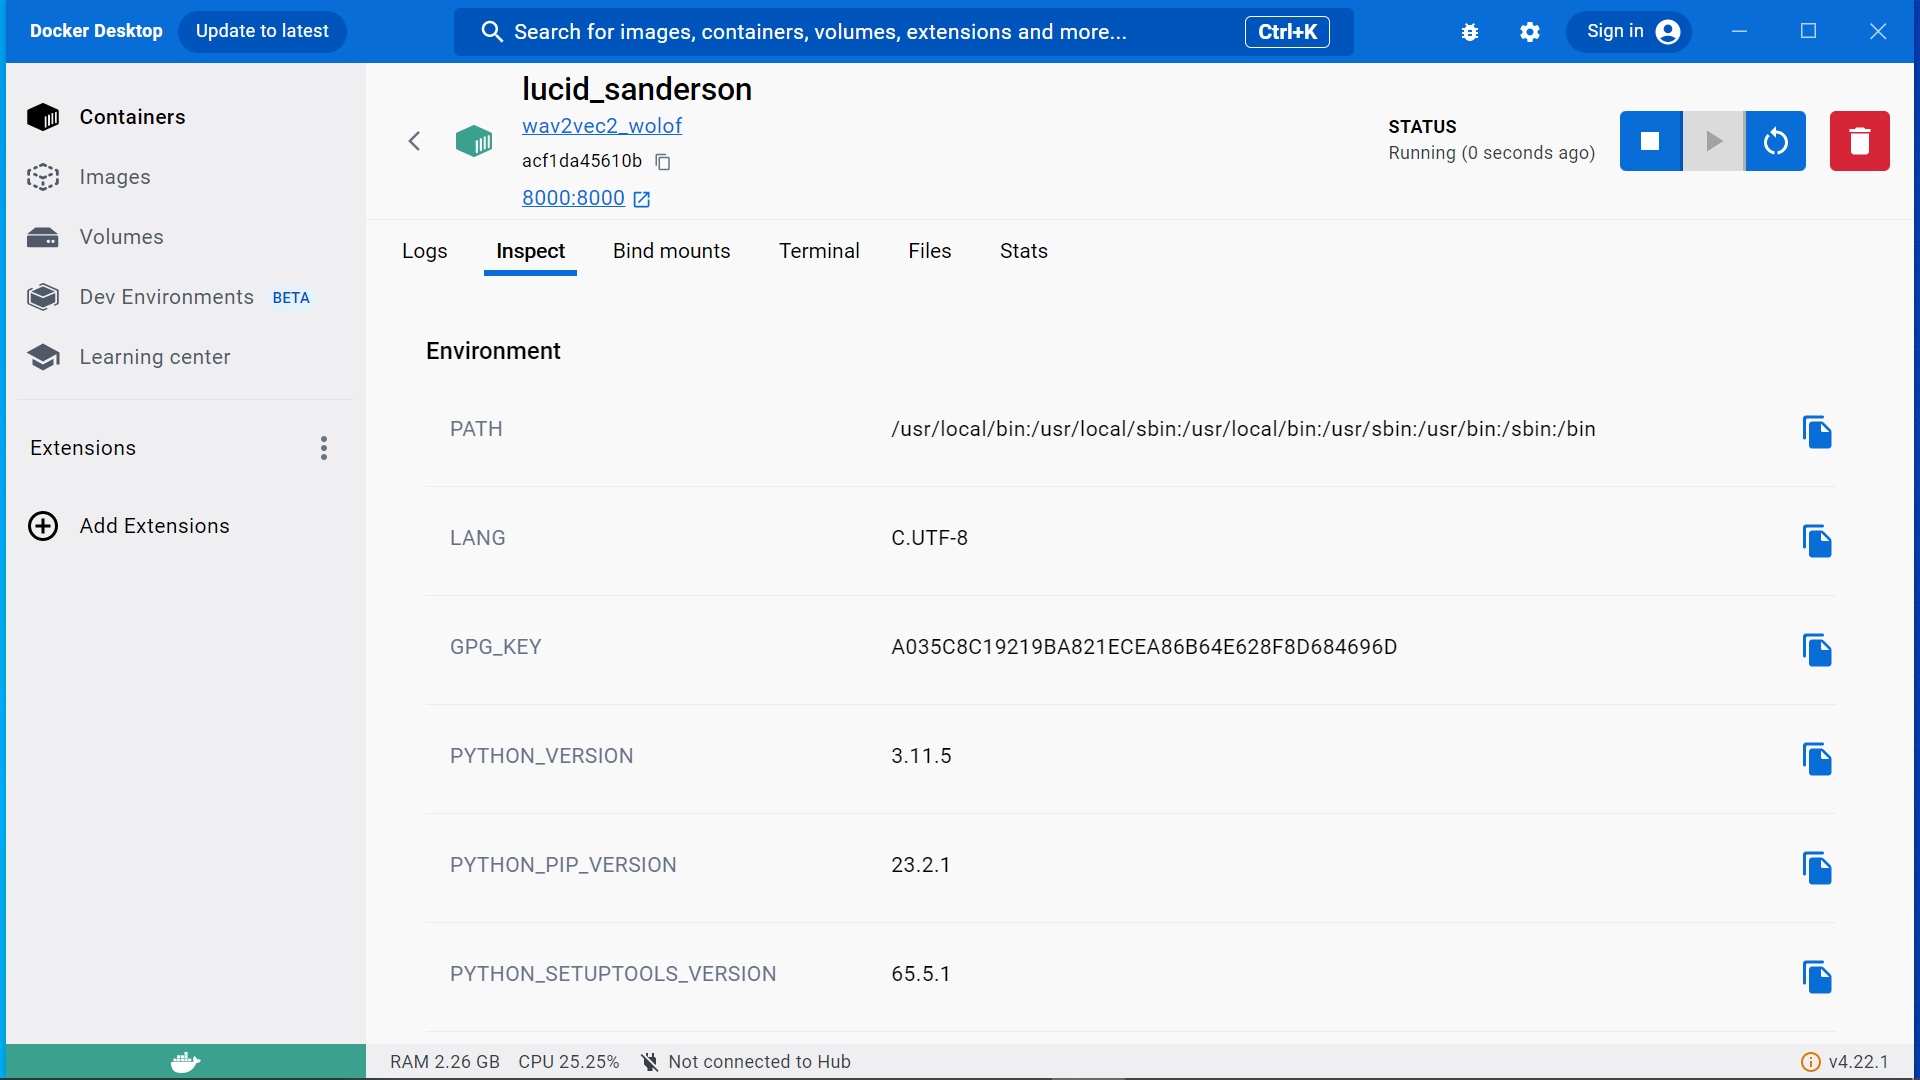 Docker Desktop
Update to latest
Search for images, containers, volumes, extensions and more...
Ctrl+K
Sign in
Containers
Images
Volumes
Dev Environments BETA
Learning center
Extensions
Add Extensions
lucid_sanderson
wav2vec2_wolof
acf1da45610b
8000:8000
STATUS
Running (0 seconds ago)
Logs Inspect Bind mounts Terminal Files Stats
Environment
PATH /usr/local/bin:/usr/local/sbin:/usr/local/bin:/usr/sbin:/usr/bin:/sbin:/bin
LANG C.UTF-8
GPG_KEY A035C8C19219BA821ECEA86B64E628F8D684696D
PYTHON_VERSION 3.11.5
PYTHON_PIP_VERSION 23.2.1
PYTHON_SETUPTOOLS_VERSION 65.5.1
RAM 2.26 GB CPU 25.25% Not connected to Hub v4.22.1